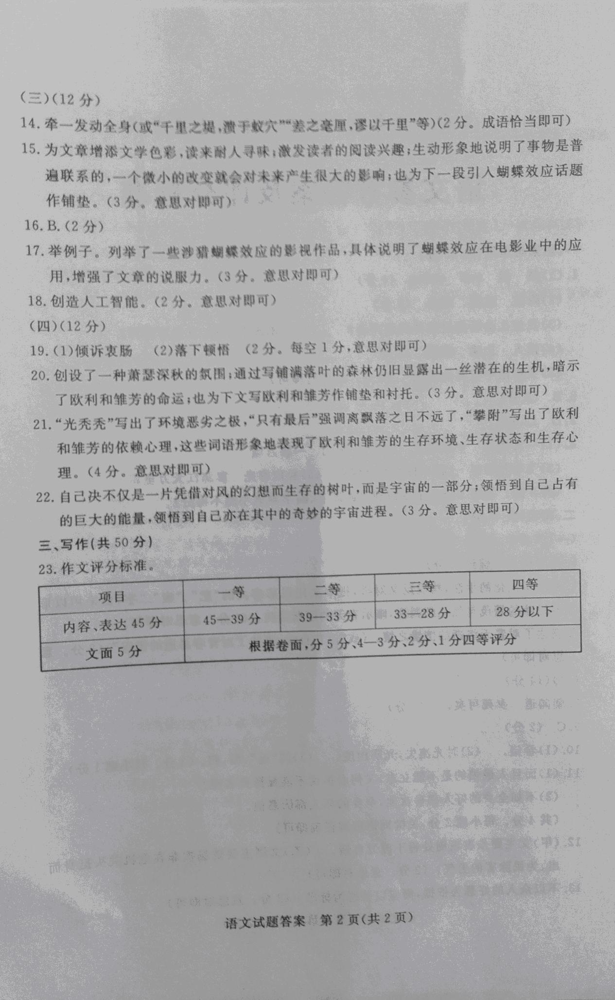 (三)(12 分)
14. 牵一发动全身(或“千里之堤,溃于蚁穴”“差之毫厘,谬以千里”等)(2 分。成语恰当即可)
15. 为文章增添文学色彩,读来耐人寻味;激发读者的阅读兴趣;生动形象地说明了事物是普
遍联系的,一个微小的改变就会对未来产生很大的影响;也为下一段引入蝴蝶效应话题
作铺垫。(3 分。意思对即可)
16. B. (2 分)
17. 举例子。列举了一些涉猎蝴蝶效应的影视作品,具体说明了蝴蝶效应在电影业中的应
用,增强了文章的说服力。(3 分。意思对即可)
18. 创造人工智能。(2 分。意思对即可)
(四)(12 分)
19. (1)倾诉衷肠 (2)落下顿悟 (2 分。每空 1 分,意思对即可)
20. 创设了一种萧瑟深秋的氛围;通过写铺满落叶的森林仍旧显露出一丝潜在的生机,暗示
了欧利和雏芳的命运;也为下文写欧利和雏芳作铺垫和衬托。(3 分。意思对即可)
21. “光秃秃”写出了环境恶劣之极,“只有最后”强调离飘落之日不远了,“攀附”写出了欧利
和雏芳的依赖心理,这些词语形象地表现了欧利和雏芳的生存环境、生存状态和生存心
理。(4 分。意思对即可)
22. 自己决不仅是一片凭借对风的幻想而生存的树叶,而是宇宙的一部分;领悟到自己占有
的巨大的能量,领悟到自己亦在其中的奇妙的宇宙进程。(3 分。意思对即可)
三、写作(共 50 分)
23. 作文评分标准。
项目 一等 二等 三等 四等
内容、表达 45 分 45—39 分 39—33 分 33—28 分 28 分以下
文面 5 分 根据卷面,分 5 分、4—3 分、2 分、1 分四等评分
语文试题答案 第 2 页(共 2 页)